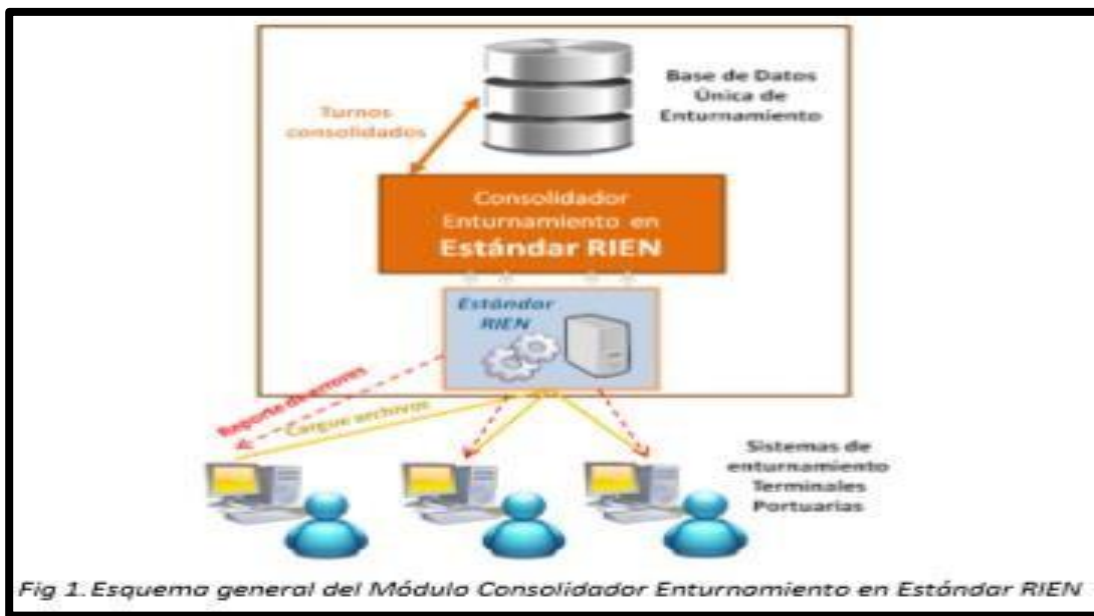 Base de Datos
Única de
Enturnamiento
Turnos
consolidados
Consolidador
Enturnamiento en
Estándar RIEN
Estándar
RIEN
Reporte de errores
Cargue archivos
Sistemas de
enturnamiento
Terminales
Portuarias
Fig 1. Esquema general del Módulo Consolidador Enturnamiento en Estándar RIEN